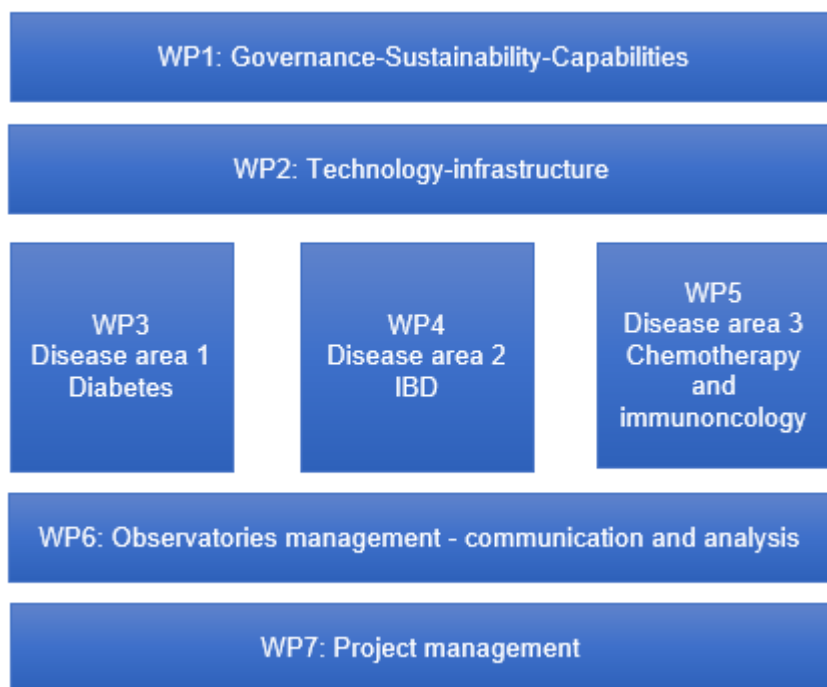 WP1: Governance-Sustainability-Capabilities
WP2: Technology-infrastructure
WP3
Disease area 1
Diabetes
WP4
Disease area 2
IBD
WP5
Disease area 3
Chemotherapy
and
immunoncology
WP6: Observatories management - communication and analysis
WP7: Project management